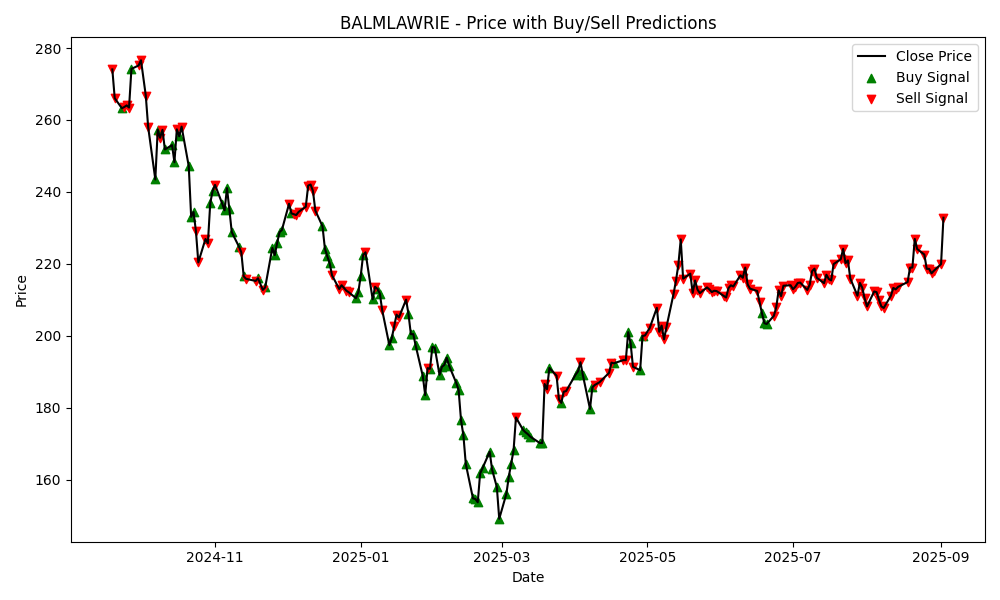 BALMLAWRIE - Price with Buy/Sell Predictions
Close Price
Buy Signal
Sell Signal
Price
280
260
240
220
200
180
160
2024-11
2025-01
2025-03
2025-05
2025-07
2025-09
Date